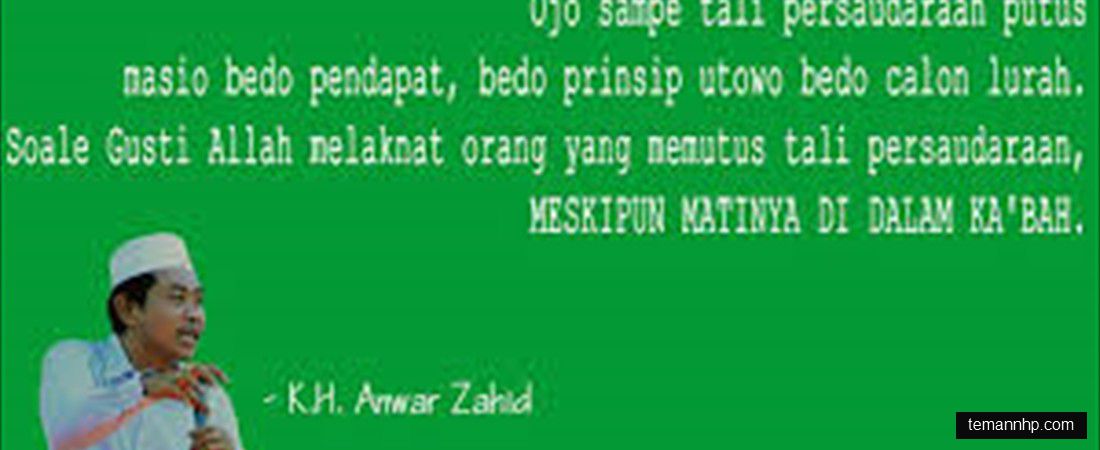 Ojo sampe tali persaudaraan putus
masio bedo pendapat, bedo prinsip utowo bedo calon lurah.
Soale Gusti Allah melaknat orang yang memutus tali persaudaraan,
MESKIPUN MATINYA DI DALAM KA'BAH.
- K.H. Anwar Zahid
temannhp.com